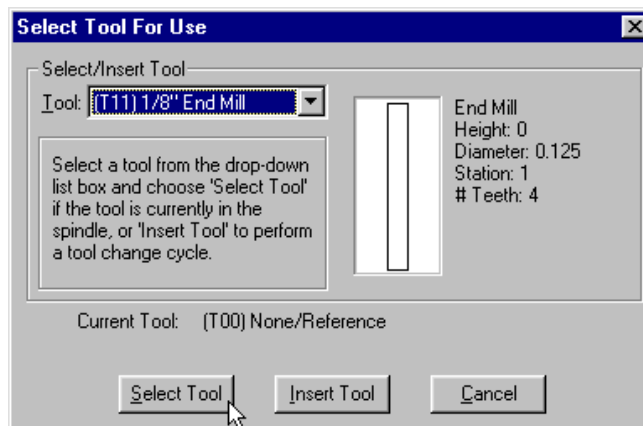 Select Tool For Use
Select/Insert Tool
Tool: (T11) 1/8" End Mill
Select a tool from the drop-down
list box and choose 'Select Tool'
if the tool is currently in the
spindle, or 'Insert Tool' to perform
a tool change cycle.
End Mill
Height: 0
Diameter: 0.125
Station: 1
# Teeth: 4
Current Tool: (T00) None/Reference
Select Tool Insert Tool Cancel